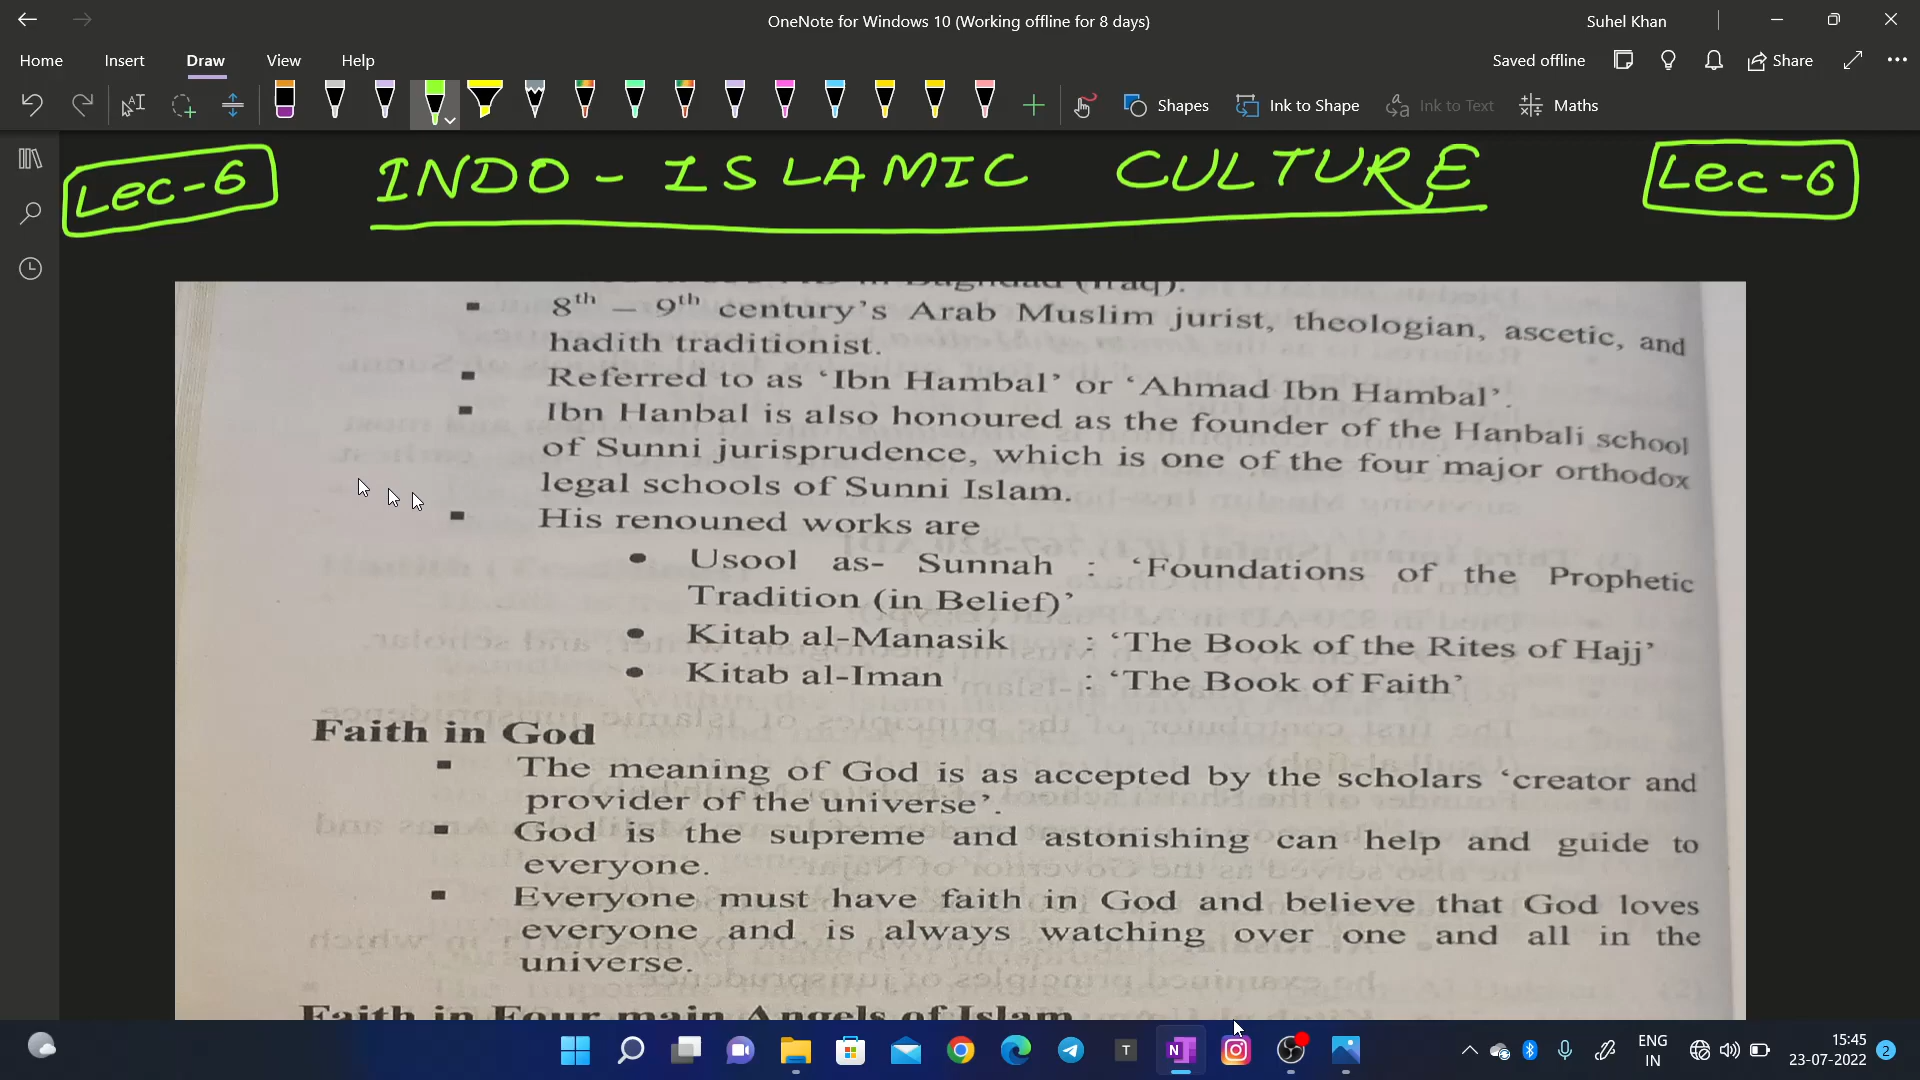 OneNote for Windows 10 (Working offline for 8 days)
Suhel Khan
Home Insert Draw View Help
Saved offline
Share
Shapes
Ink to Shape
Ink to Text
Maths
Lec-6 INDO-ISLAMIC CULTURE Lec-6
8th – 9th century's Arab Muslim jurist, theologian, ascetic, and
hadith traditionist.
Referred to as 'Ibn Hambal' or 'Ahmad Ibn Hambal'.
Ibn Hanbal is also honoured as the founder of the Hanbali school
of Sunni jurisprudence, which is one of the four major orthodox
legal schools of Sunni Islam.
His renouned works are
Usool as- Sunnah : 'Foundations of the Prophetic
Tradition (in Belief)'
Kitab al-Manasik : 'The Book of the Rites of Hajj'
Kitab al-Iman : 'The Book of Faith'
Faith in God
The meaning of God is as accepted by the scholars 'creator and
provider of the universe'.
God is the supreme and astonishing can help and guide to
everyone.
Everyone must have faith in God and believe that God loves
everyone and is always watching over one and all in the
universe.
Faith in Four main Angels of Islam
T
N
ENG
IN
15:45
23-07-2022
2